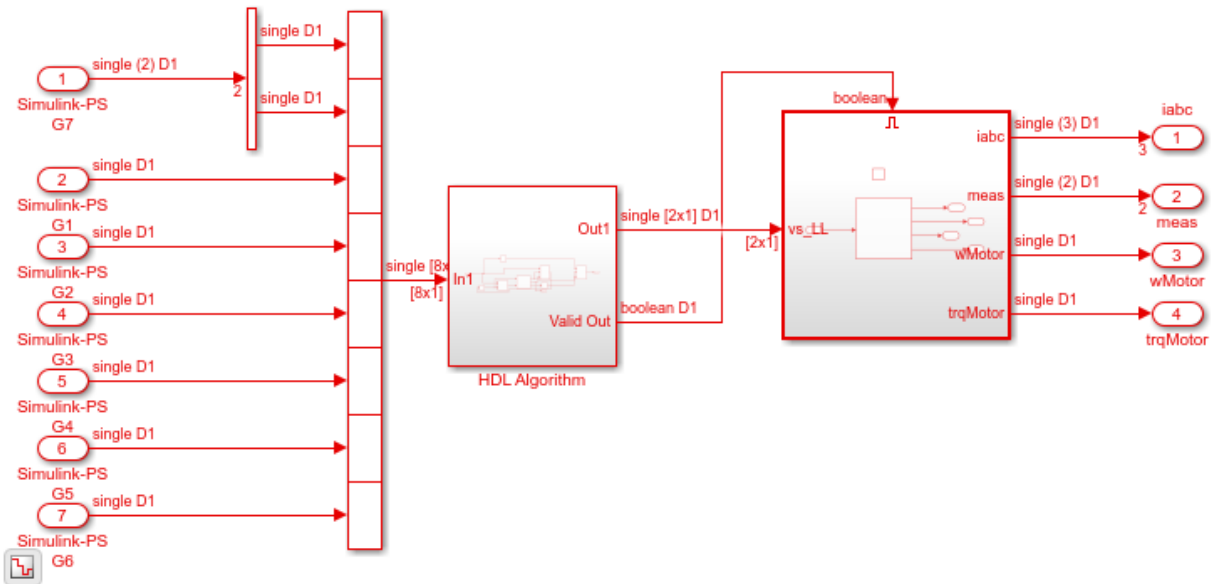 single D1
single (2) D1
1
2
Simulink-PS
G7
single D1
single D1
2
Simulink-PS
G1
single D1
3
Simulink-PS
G2
single D1
4
Simulink-PS
G3
single D1
5
Simulink-PS
G4
single D1
6
Simulink-PS
G5
single D1
7
Simulink-PS
G6
single [8x
[8x1]
In1
Out1
Valid Out
HDL Algorithm
single [2x1] D1
[2x1]
boolean D1
boolean
vs_LL
iabc
meas
wMotor
trqMotor
single (3) D1
3
iabc
1
single (2) D1
2
2
meas
single D1
3
wMotor
single D1
4
trqMotor